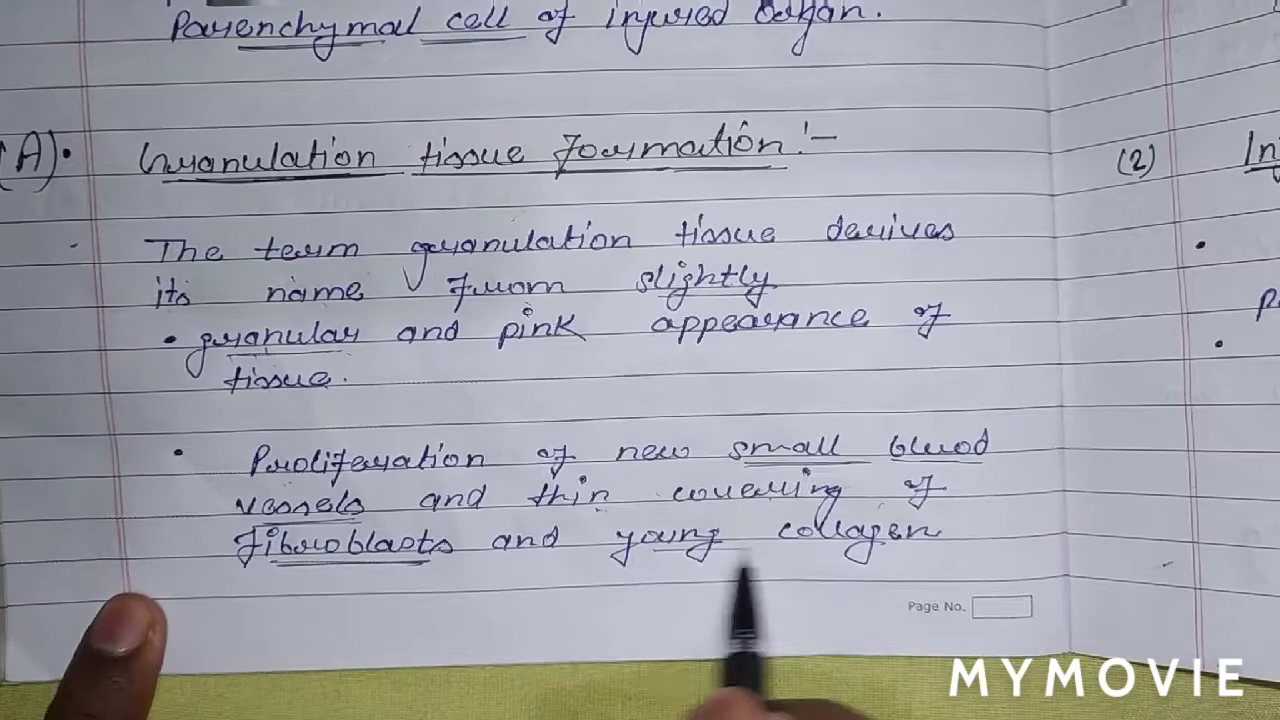 Parenchymal cell of injured organ.
(A). Granulation tissue Formation !-
The term granulation tissue derives
its name from slightly
• granular and pink appearance of
tissue.
• Proliferation of new small blood
vessels and thin covering of
Fibroblasts and young collagen
Page No.
(2) In
•
P
•
MYMOVIE